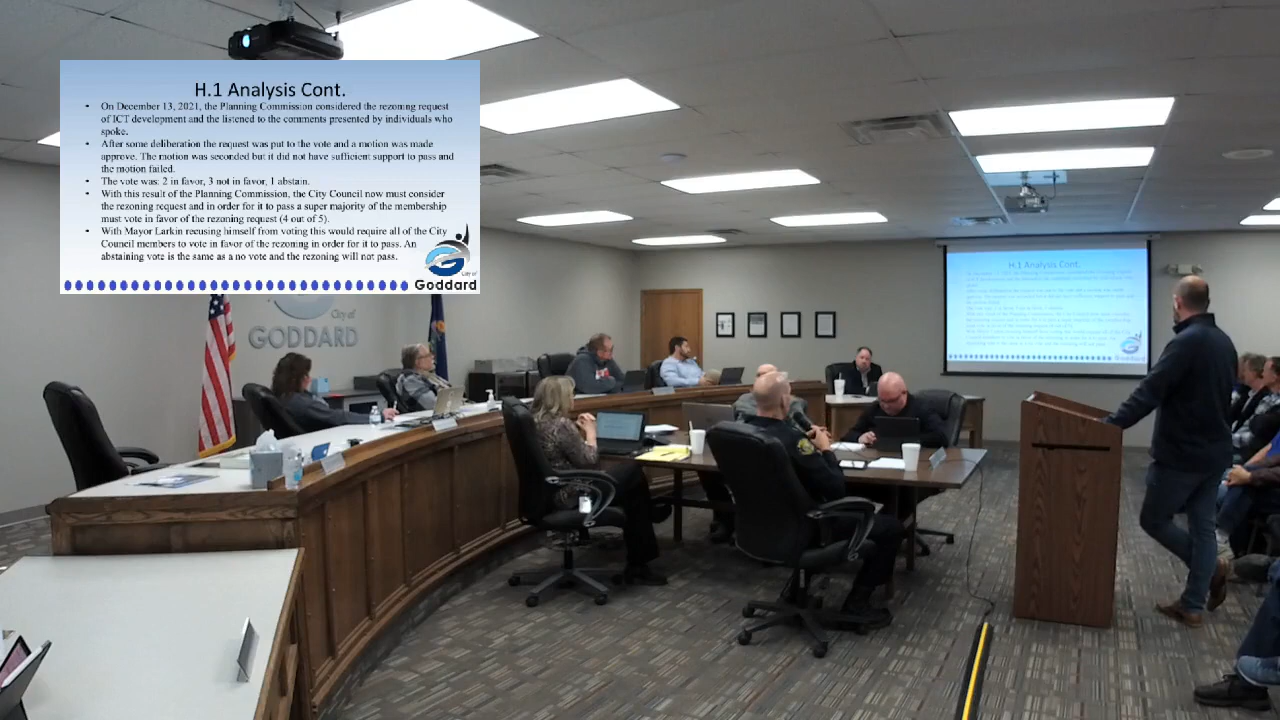 H.1 Analysis Cont.
• On December 13, 2021, the Planning Commission considered the rezoning request
of ICT development and the listened to the comments presented by individuals who
spoke.
• After some deliberation the request was put to the vote and a motion was made
approve. The motion was seconded but it did not have sufficient support to pass and
the motion failed.
• The vote was: 2 in favor, 3 not in favor, 1 abstain.
• With this result of the Planning Commission, the City Council now must consider
the rezoning request and in order for it to pass a super majority of the membership
must vote in favor of the rezoning request (4 out of 5).
• With Mayor Larkin recusing himself from voting this would require all of the City
Council members to vote in favor of the rezoning in order for it to pass. An
abstaining vote is the same as a no vote and the rezoning will not pass.
City of
Goddard
City of
GODDARD
H.1 Analysis Cont.